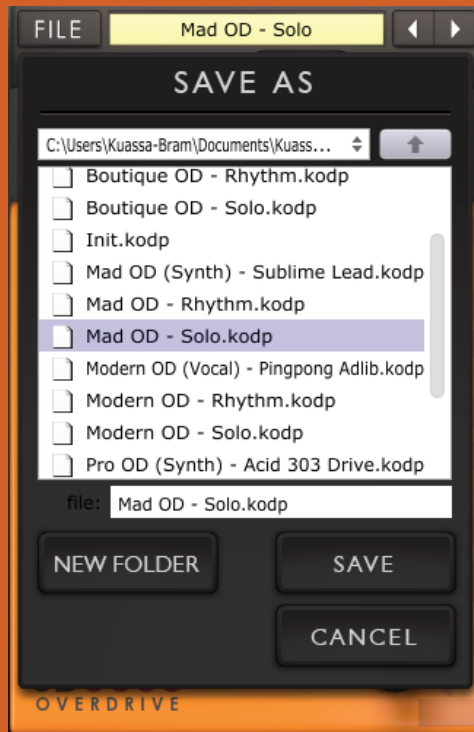 FILE Mad OD - Solo
SAVE AS
C:\Users\Kuassa-Bram\Documents\Kuass...
Boutique OD - Rhythm.kodp
Boutique OD - Solo.kodp
Init.kodp
Mad OD (Synth) - Sublime Lead.kodp
Mad OD - Rhythm.kodp
Mad OD - Solo.kodp
Modern OD (Vocal) - Pingpong Adlib.kodp
Modern OD - Rhythm.kodp
Modern OD - Solo.kodp
Pro OD (Synth) - Acid 303 Drive.kodp
file: Mad OD - Solo.kodp
NEW FOLDER SAVE
CANCEL
OVERDRIVE